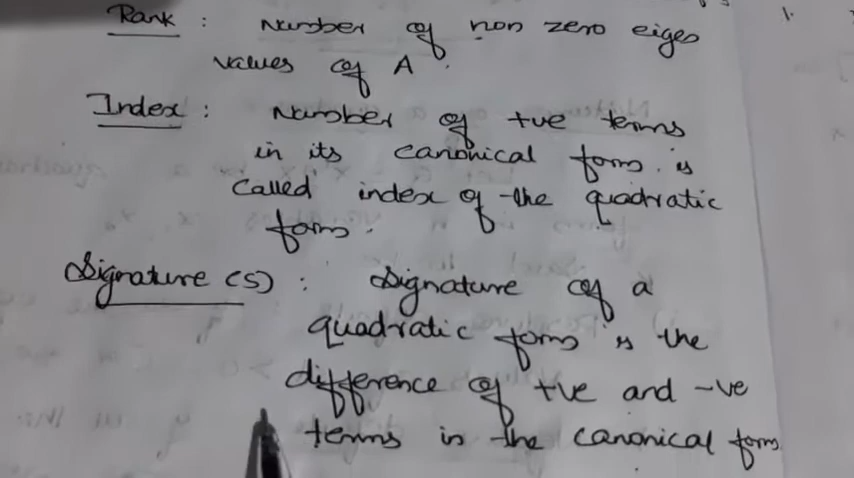 Rank : Number of non zero eigen
values of A.
Index : Number of +ve terms
in its canonical form is
called index of the quadratic
form.
Signature (s) : Signature of a
quadratic form is the
difference of +ve and -ve
terms in the canonical form